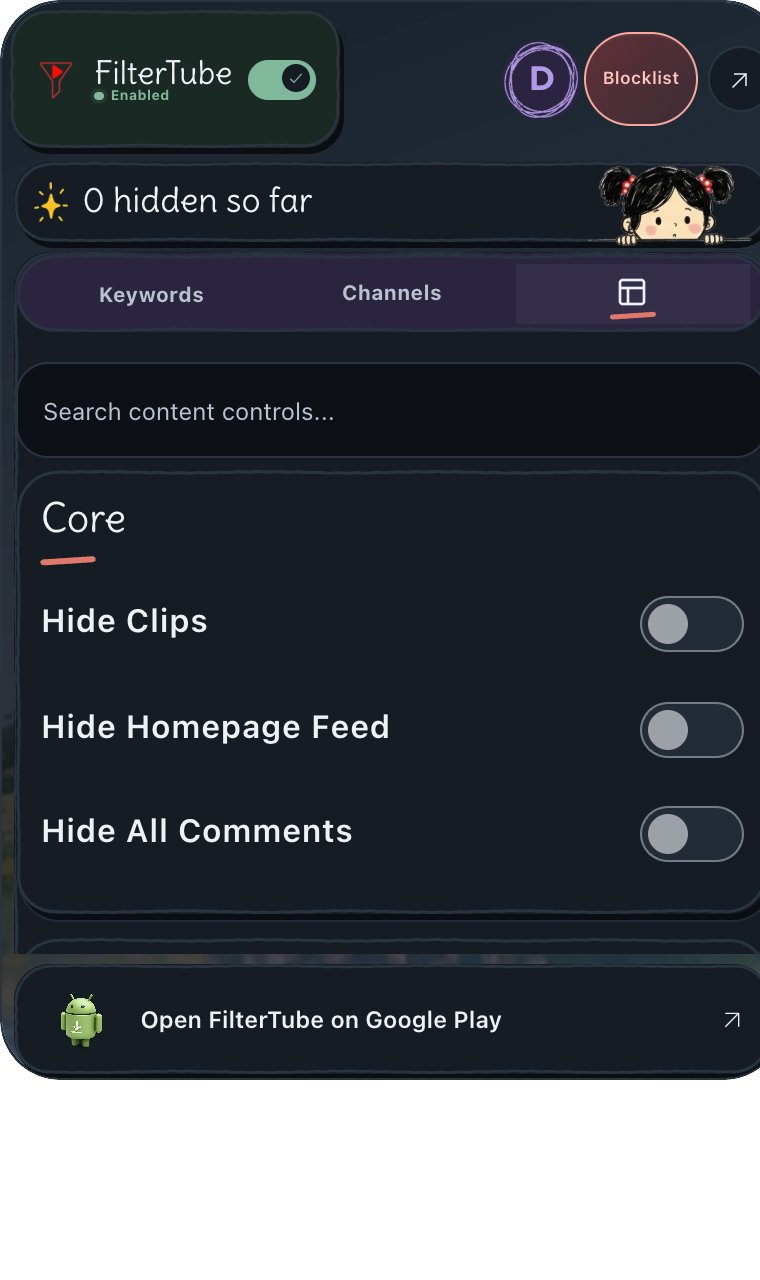 FilterTube
Enabled
D
Blocklist
0 hidden so far
Keywords
Channels
Search content controls...
Core
Hide Clips
Hide Homepage Feed
Hide All Comments
Open FilterTube on Google Play